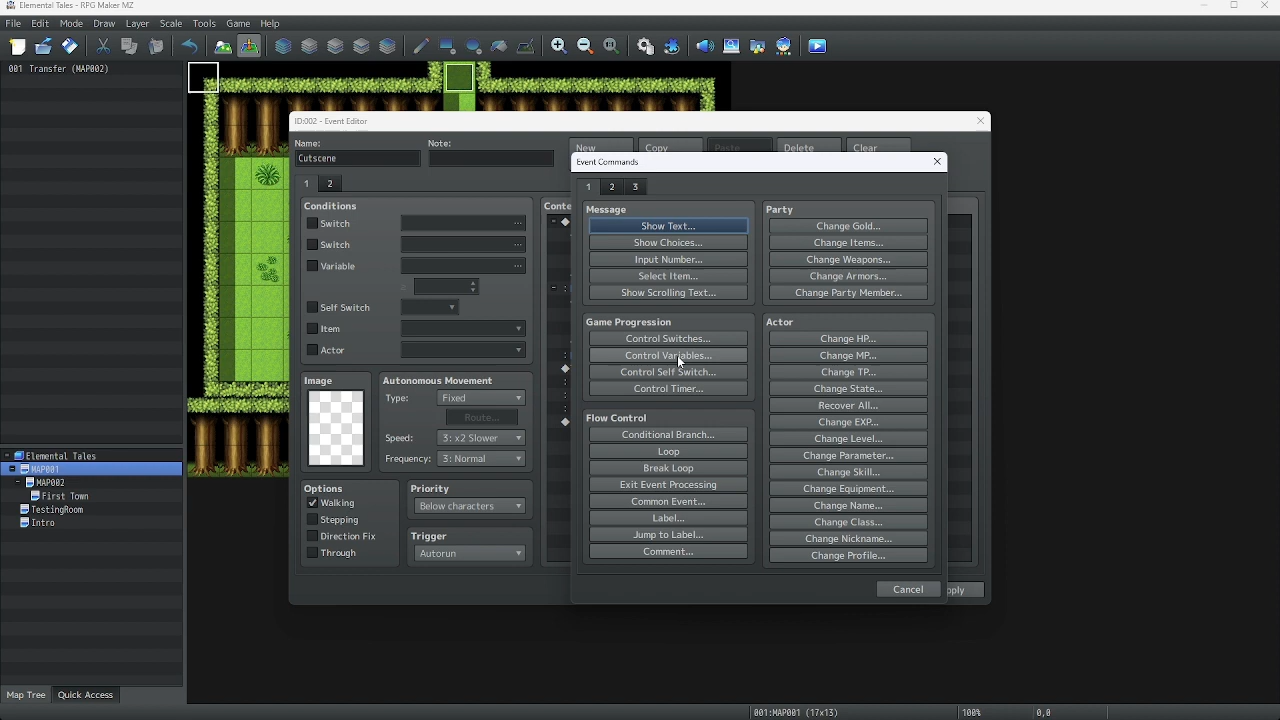 Elemental Tales - RPG Maker MZ
File Edit Mode Draw Layer Scale Tools Game Help
001 Transfer (MAP002)
ID:002 - Event Editor
Name:
Note:
Cutscene
New
Copy
Paste
Delete
Clear
1 2
Conditions
Switch
Switch
Variable
Self Switch
Item
Actor
Image
Autonomous Movement
Type: Fixed
Route...
Speed: 3: x2 Slower
Frequency: 3: Normal
Options
Walking
Stepping
Direction Fix
Through
Priority
Below characters
Trigger
Autorun
Conte
Event Commands
1 2 3
Message
Show Text...
Show Choices...
Input Number...
Select Item...
Show Scrolling Text...
Game Progression
Control Switches...
Control Variables...
Control Self Switch...
Control Timer...
Flow Control
Conditional Branch...
Loop
Break Loop
Exit Event Processing
Common Event...
Label...
Jump to Label...
Comment...
Party
Change Gold...
Change Items...
Change Weapons...
Change Armors...
Change Party Member...
Actor
Change HP...
Change MP...
Change TP...
Change State...
Recover All...
Change EXP...
Change Level...
Change Parameter...
Change Skill...
Change Equipment...
Change Name...
Change Class...
Change Nickname...
Change Profile...
Cancel
pply
Elemental Tales
MAP001
MAP002
First Town
TestingRoom
Intro
Map Tree Quick Access
001:MAP001 (17x13) 100% 0,0